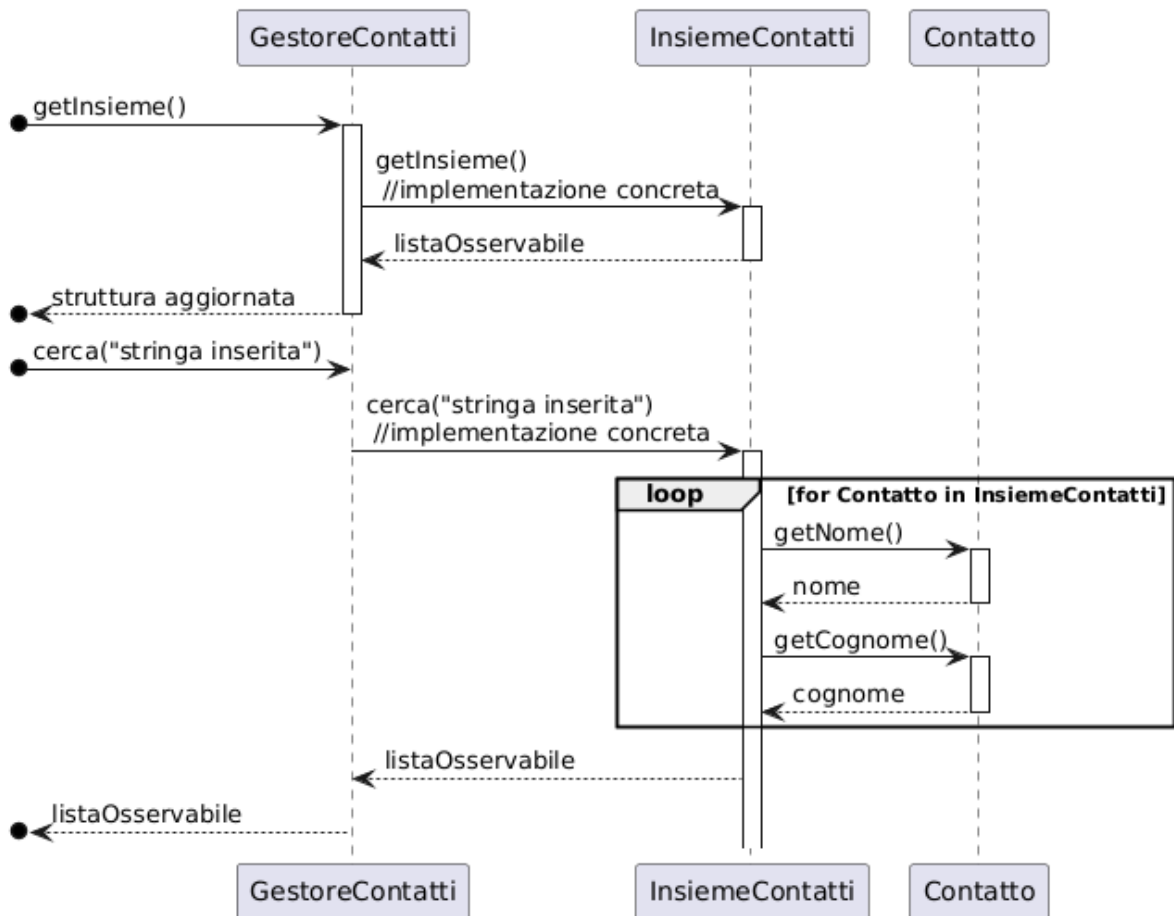 GestoreContatti
InsiemeContatti
Contatto
getInsieme()
getInsieme()
//implementazione concreta
listaOsservabile
struttura aggiornata
cerca("stringa inserita")
cerca("stringa inserita")
//implementazione concreta
loop
[for Contatto in InsiemeContatti]
getNome()
nome
getCognome()
cognome
listaOsservabile
listaOsservabile
GestoreContatti
InsiemeContatti
Contatto